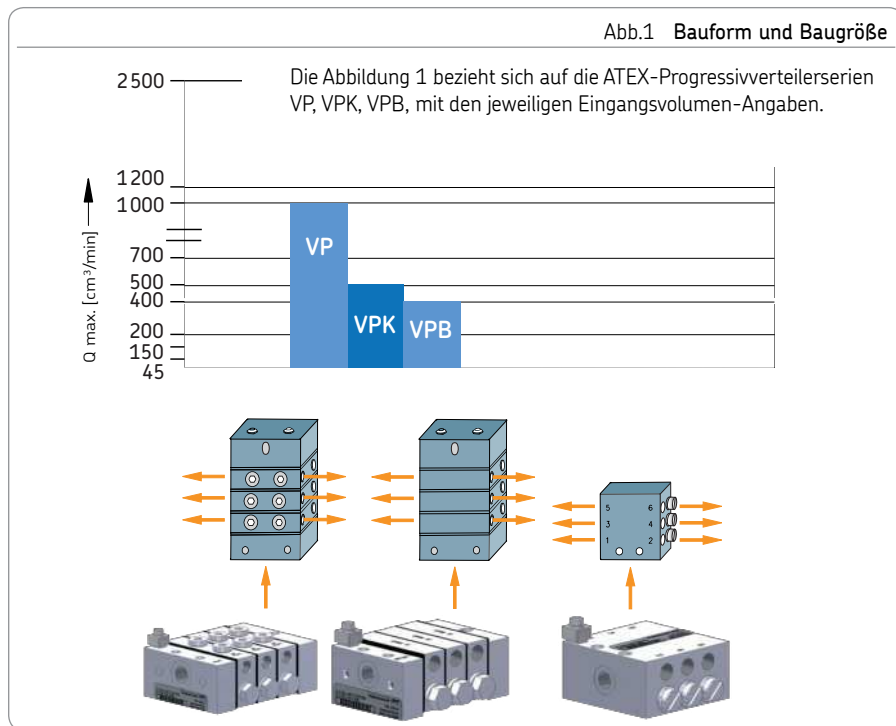 Abb.1 Bauform und Baugröße
Die Abbildung 1 bezieht sich auf die ATEX-Progressivverteilerserien
VP, VPK, VPB, mit den jeweiligen Eingangsvolumen-Angaben.
Q max. [cm³/min]
2500
1200
1000
700
500
400
200
150
45
VP
VPK
VPB
5 6
3 4
1 2